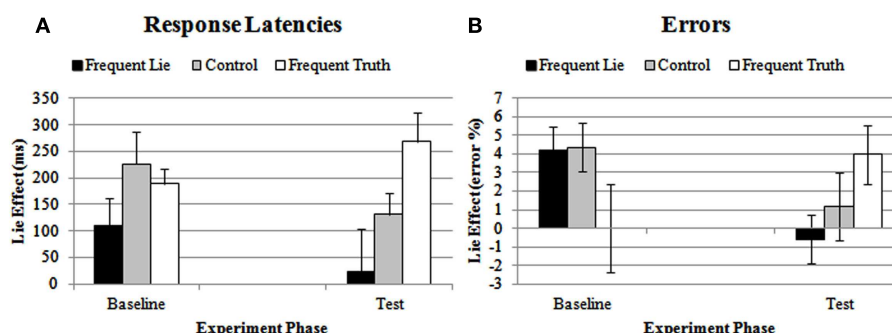 A Response Latencies
Frequent Lie Control Frequent Truth
350
300
250
200
150
100
50
0
Lie Effect (ms)
Baseline Test
Experiment Phase
B Errors
Frequent Lie Control Frequent Truth
7
6
5
4
3
2
1
0
-1
-2
-3
Lie Effect (error %)
Baseline Test
Experiment Phase